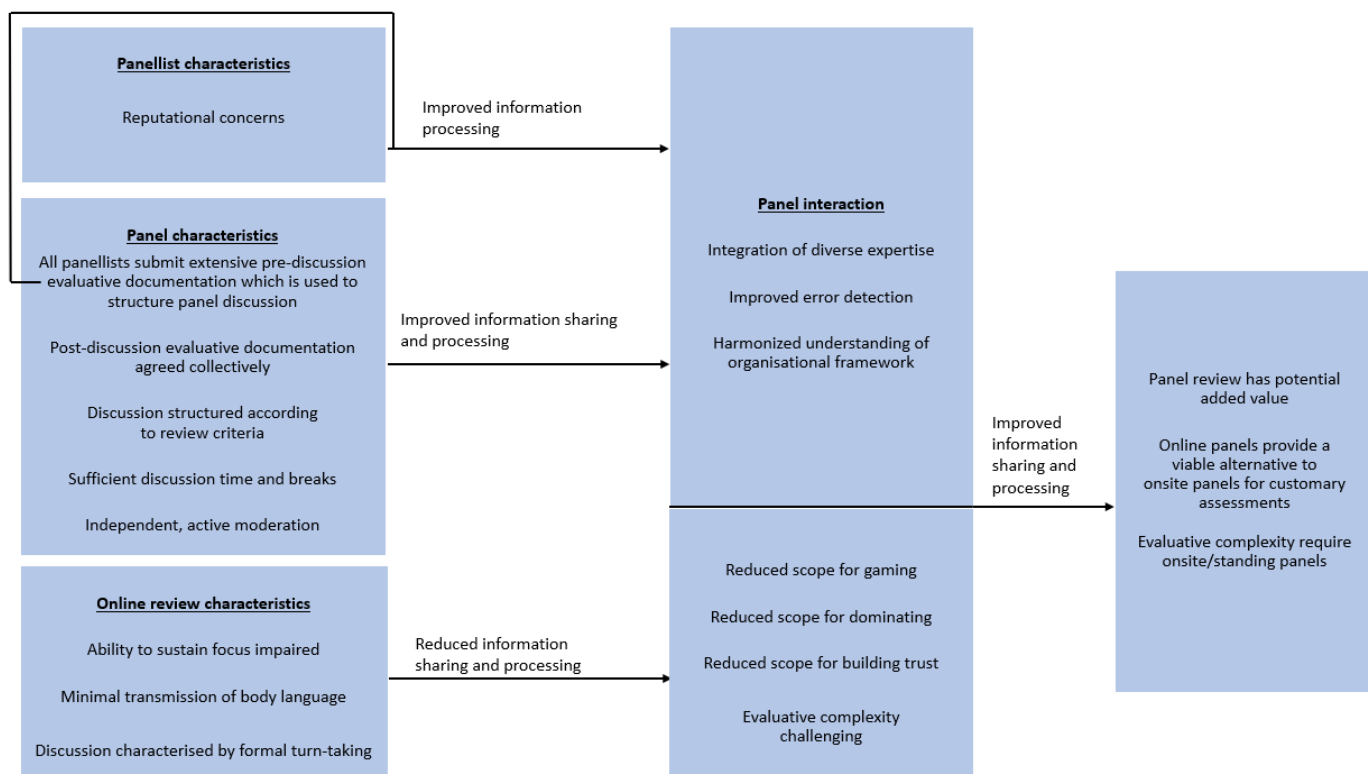 Panellist characteristics
Reputational concerns
Improved information
processing
Panel characteristics
All panellists submit extensive pre-discussion
evaluative documentation which is used to
structure panel discussion
Post-discussion evaluative documentation
agreed collectively
Discussion structured according
to review criteria
Sufficient discussion time and breaks
Independent, active moderation
Improved information sharing
and processing
Online review characteristics
Ability to sustain focus impaired
Minimal transmission of body language
Discussion characterised by formal turn-taking
Reduced information
sharing and processing
Panel interaction
Integration of diverse expertise
Improved error detection
Harmonized understanding of
organisational framework
Reduced scope for gaming
Reduced scope for dominating
Reduced scope for building trust
Evaluative complexity
challenging
Improved
information
sharing and
processing
Panel review has potential
added value
Online panels provide a
viable alternative to
onsite panels for customary
assessments
Evaluative complexity require
onsite/standing panels